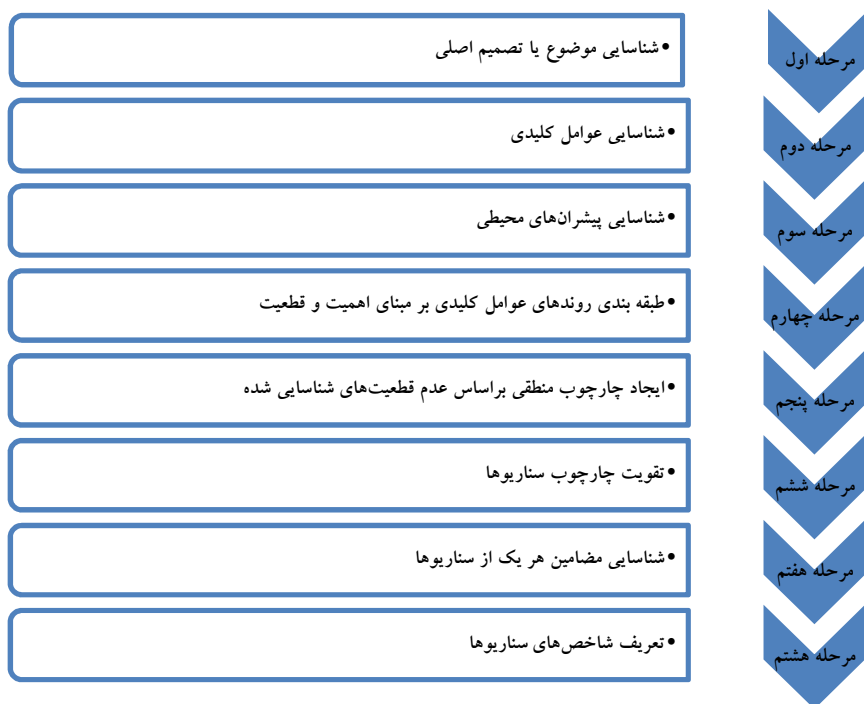 مرحله اول
•شناسایی موضوع یا تصمیم اصلی
مرحله دوم
•شناسایی عوامل کلیدی
مرحله سوم
•شناسایی پیشران‌های محیطی
مرحله چهارم
•طبقه بندی روندهای عوامل کلیدی بر مبنای اهمیت و قطعیت
مرحله پنجم
•ایجاد چارچوب منطقی براساس عدم قطعیت‌های شناسایی شده
مرحله ششم
•تقویت چارچوب سناریوها
مرحله هفتم
•شناسایی مضامین هر یک از سناریوها
مرحله هشتم
•تعریف شاخص‌های سناریوها